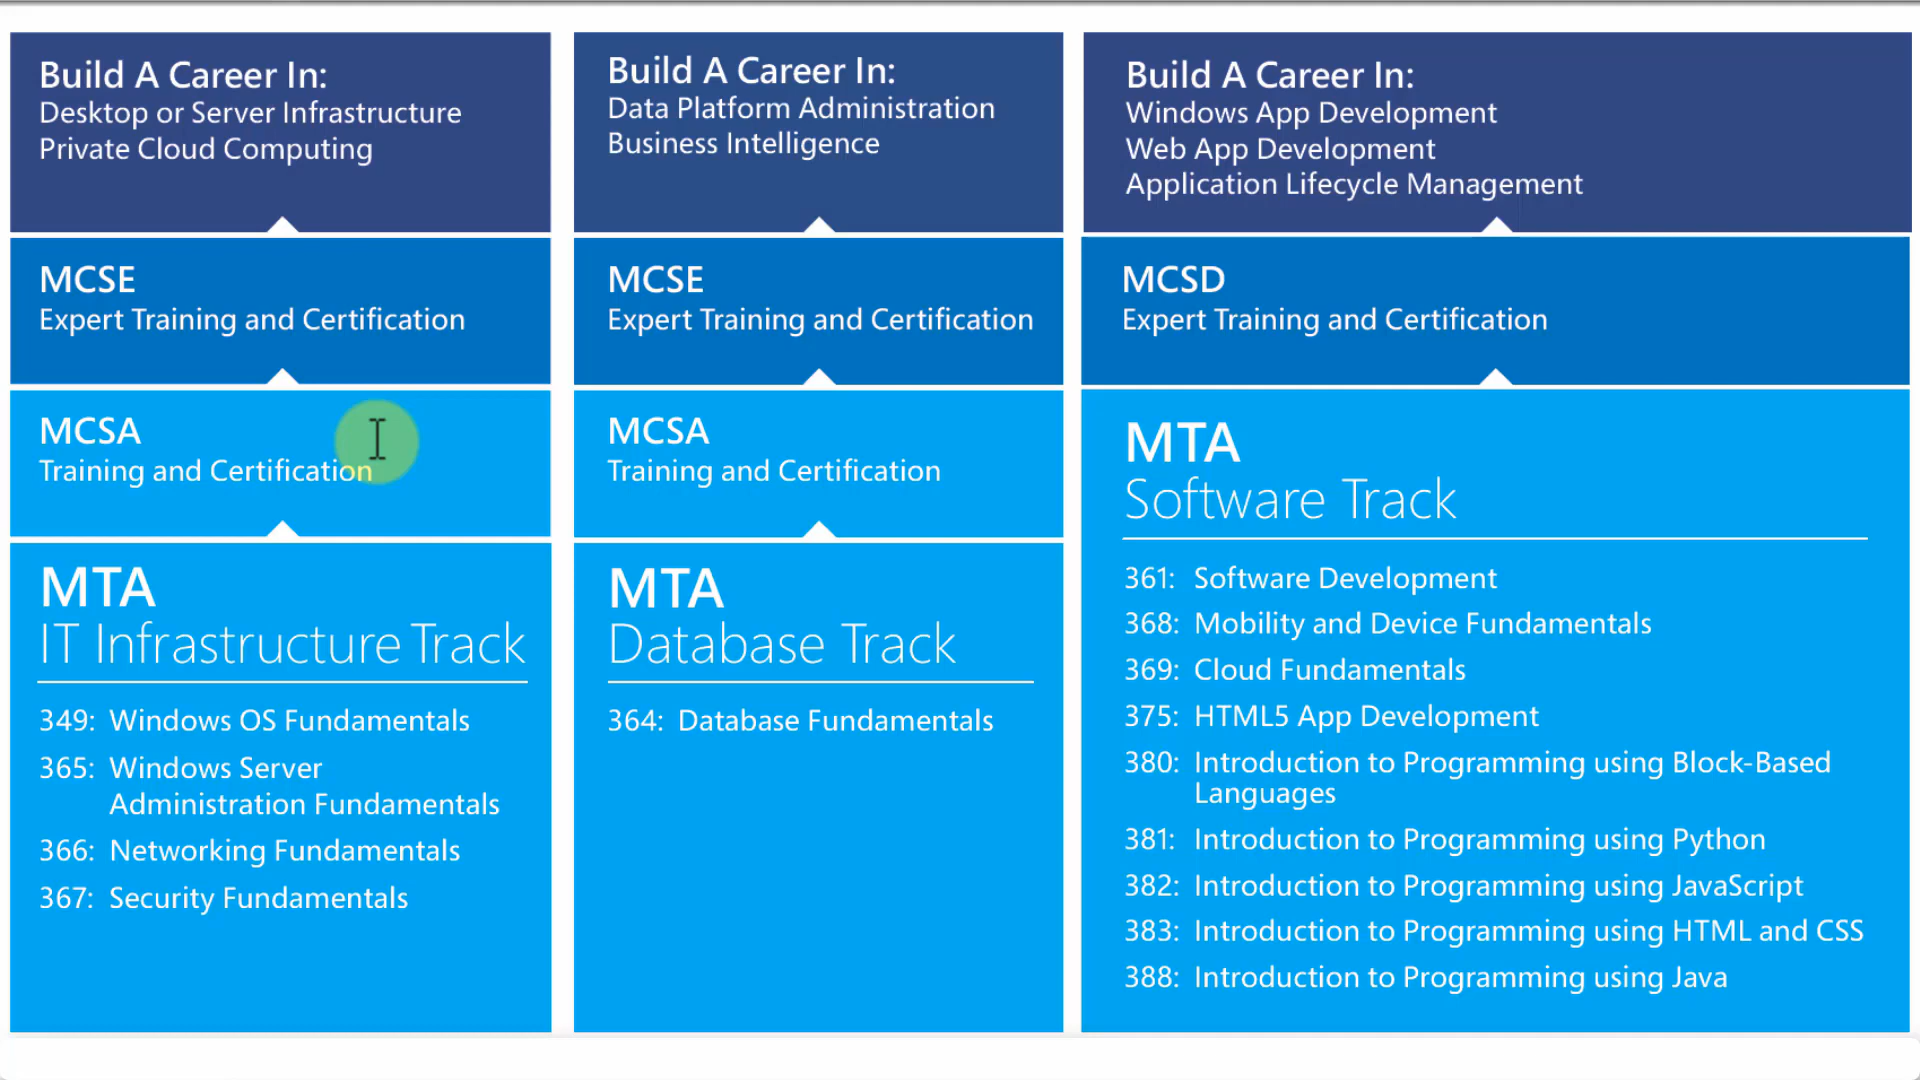 Build A Career In:
Desktop or Server Infrastructure
Private Cloud Computing
MCSE
Expert Training and Certification
MCSA
Training and Certification
MTA
IT Infrastructure Track
349: Windows OS Fundamentals
365: Windows Server
Administration Fundamentals
366: Networking Fundamentals
367: Security Fundamentals
Build A Career In:
Data Platform Administration
Business Intelligence
MCSE
Expert Training and Certification
MCSA
Training and Certification
MTA
Database Track
364: Database Fundamentals
Build A Career In:
Windows App Development
Web App Development
Application Lifecycle Management
MCSD
Expert Training and Certification
MTA
Software Track
361: Software Development
368: Mobility and Device Fundamentals
369: Cloud Fundamentals
375: HTML5 App Development
380: Introduction to Programming using Block-Based
Languages
381: Introduction to Programming using Python
382: Introduction to Programming using JavaScript
383: Introduction to Programming using HTML and CSS
388: Introduction to Programming using Java